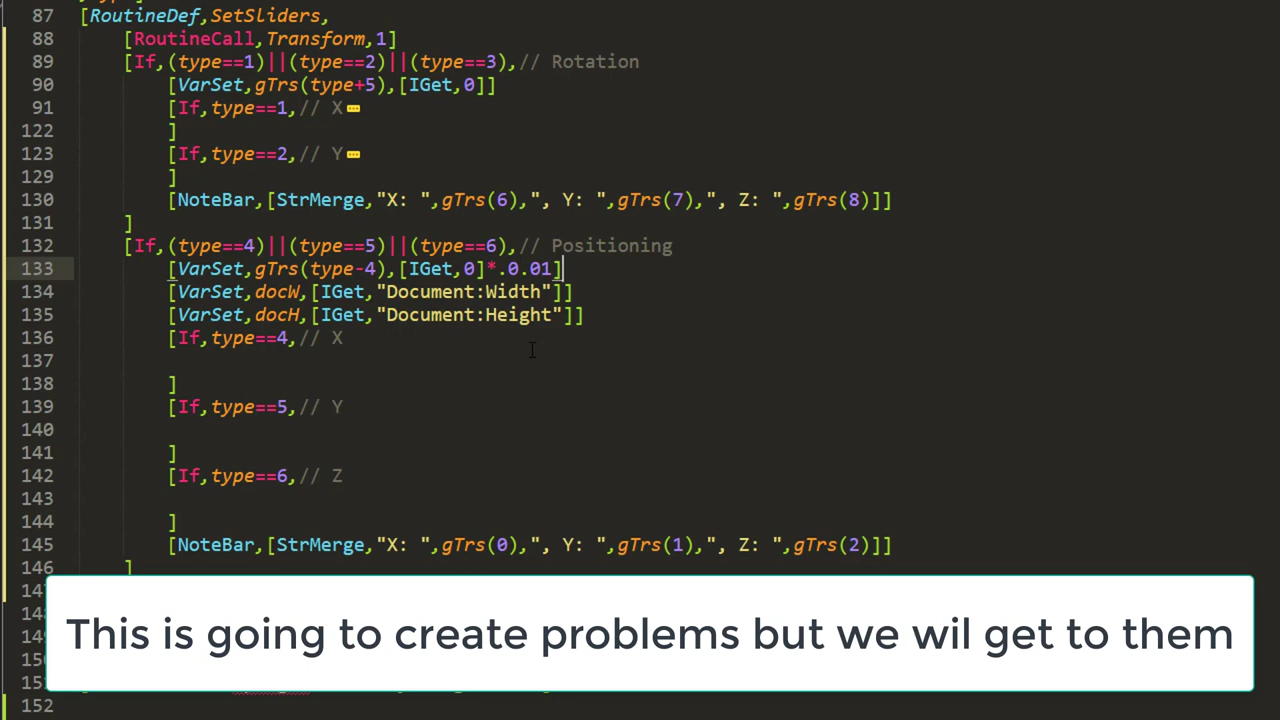 87 [RoutineDef,SetSliders,
88 [RoutineCall,Transform,1]
89 [If,(type==1)||(type==2)||(type==3),// Rotation
90 [VarSet,gTrs(type+5),[IGet,0]]
91 [If,type==1,// X
122 ]
123 [If,type==2,// Y
129 ]
130 [NoteBar,[StrMerge,"X: ",gTrs(6),", Y: ",gTrs(7),", Z: ",gTrs(8)]]
131 ]
132 [If,(type==4)||(type==5)||(type==6),// Positioning
133 [VarSet,gTrs(type-4),[IGet,0]*.0.01]
134 [VarSet,docW,[IGet,"Document:Width"]]
135 [VarSet,docH,[IGet,"Document:Height"]]
136 [If,type==4,// X
137
138 ]
139 [If,type==5,// Y
140
141 ]
142 [If,type==6,// Z
143
144 ]
145 [NoteBar,[StrMerge,"X: ",gTrs(0),", Y: ",gTrs(1),", Z: ",gTrs(2)]]
146 ]
This is going to create problems but we wil get to them
152